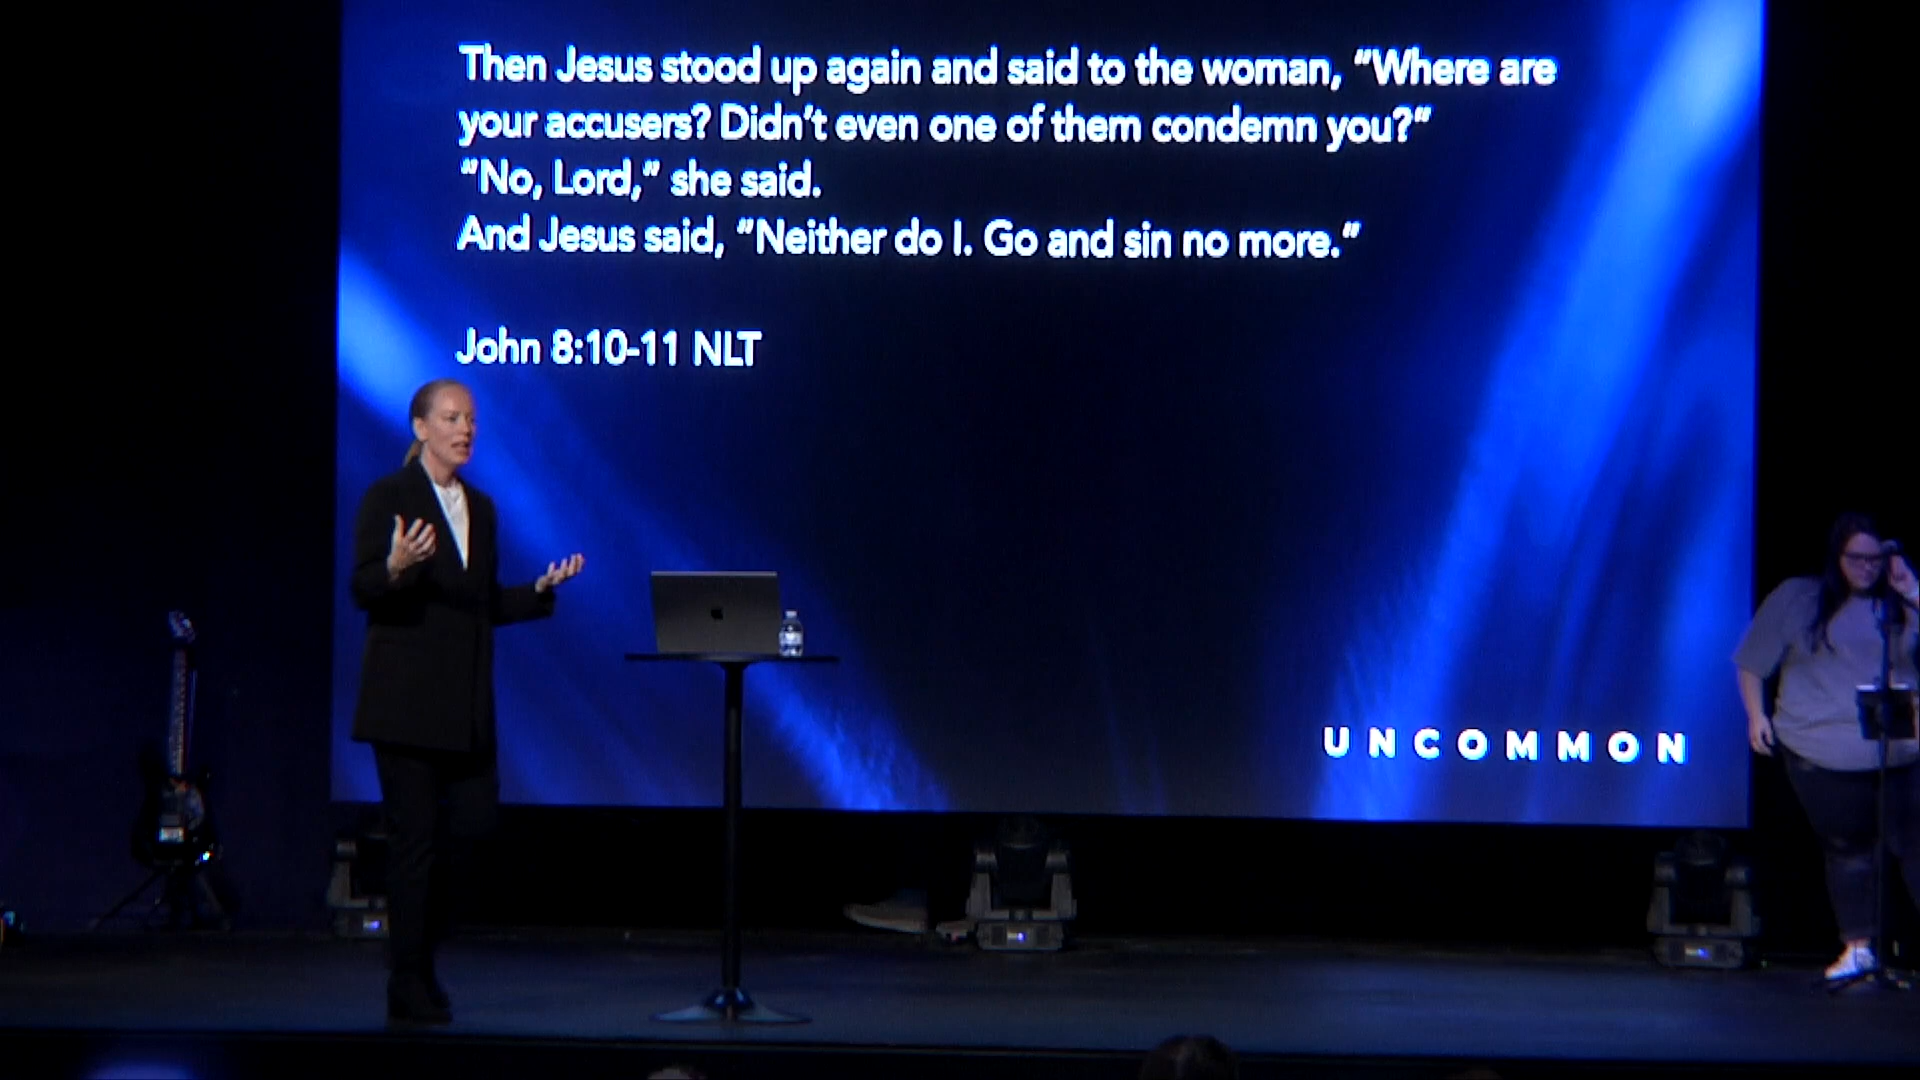 Then Jesus stood up again and said to the woman, "Where are
your accusers? Didn't even one of them condemn you?"
"No, Lord," she said.
And Jesus said, "Neither do I. Go and sin no more."
John 8:10-11 NLT
UNCOMMON